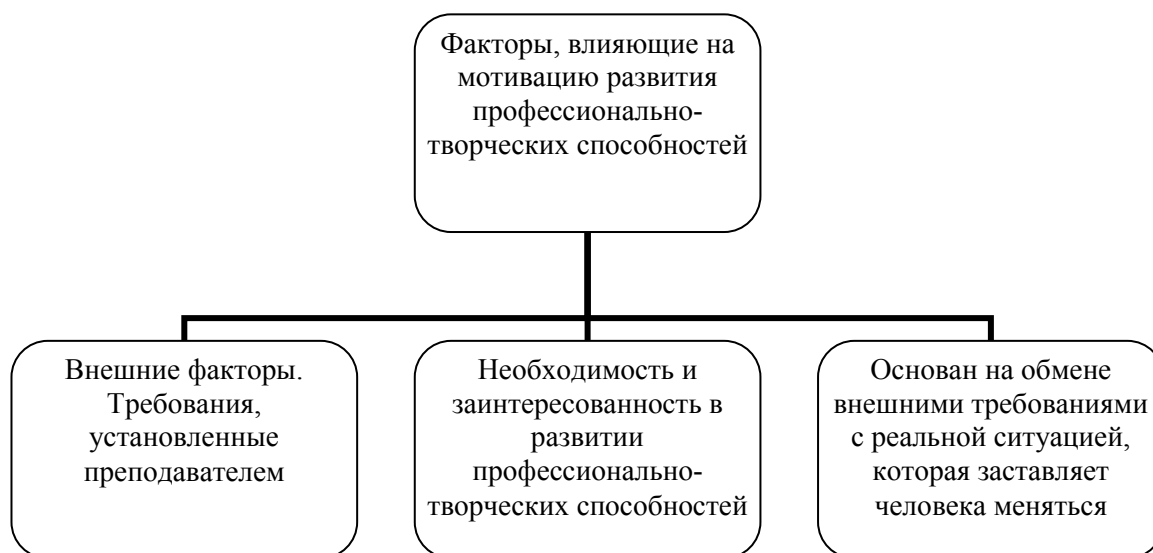 Факторы, влияющие на
мотивацию развития
профессионально-
творческих способностей
Внешние факторы.
Требования,
установленные
преподавателем
Необходимость и
заинтересованность в
развитии
профессионально-
творческих способностей
Основан на обмене
внешними требованиями
с реальной ситуацией,
которая заставляет
человека меняться